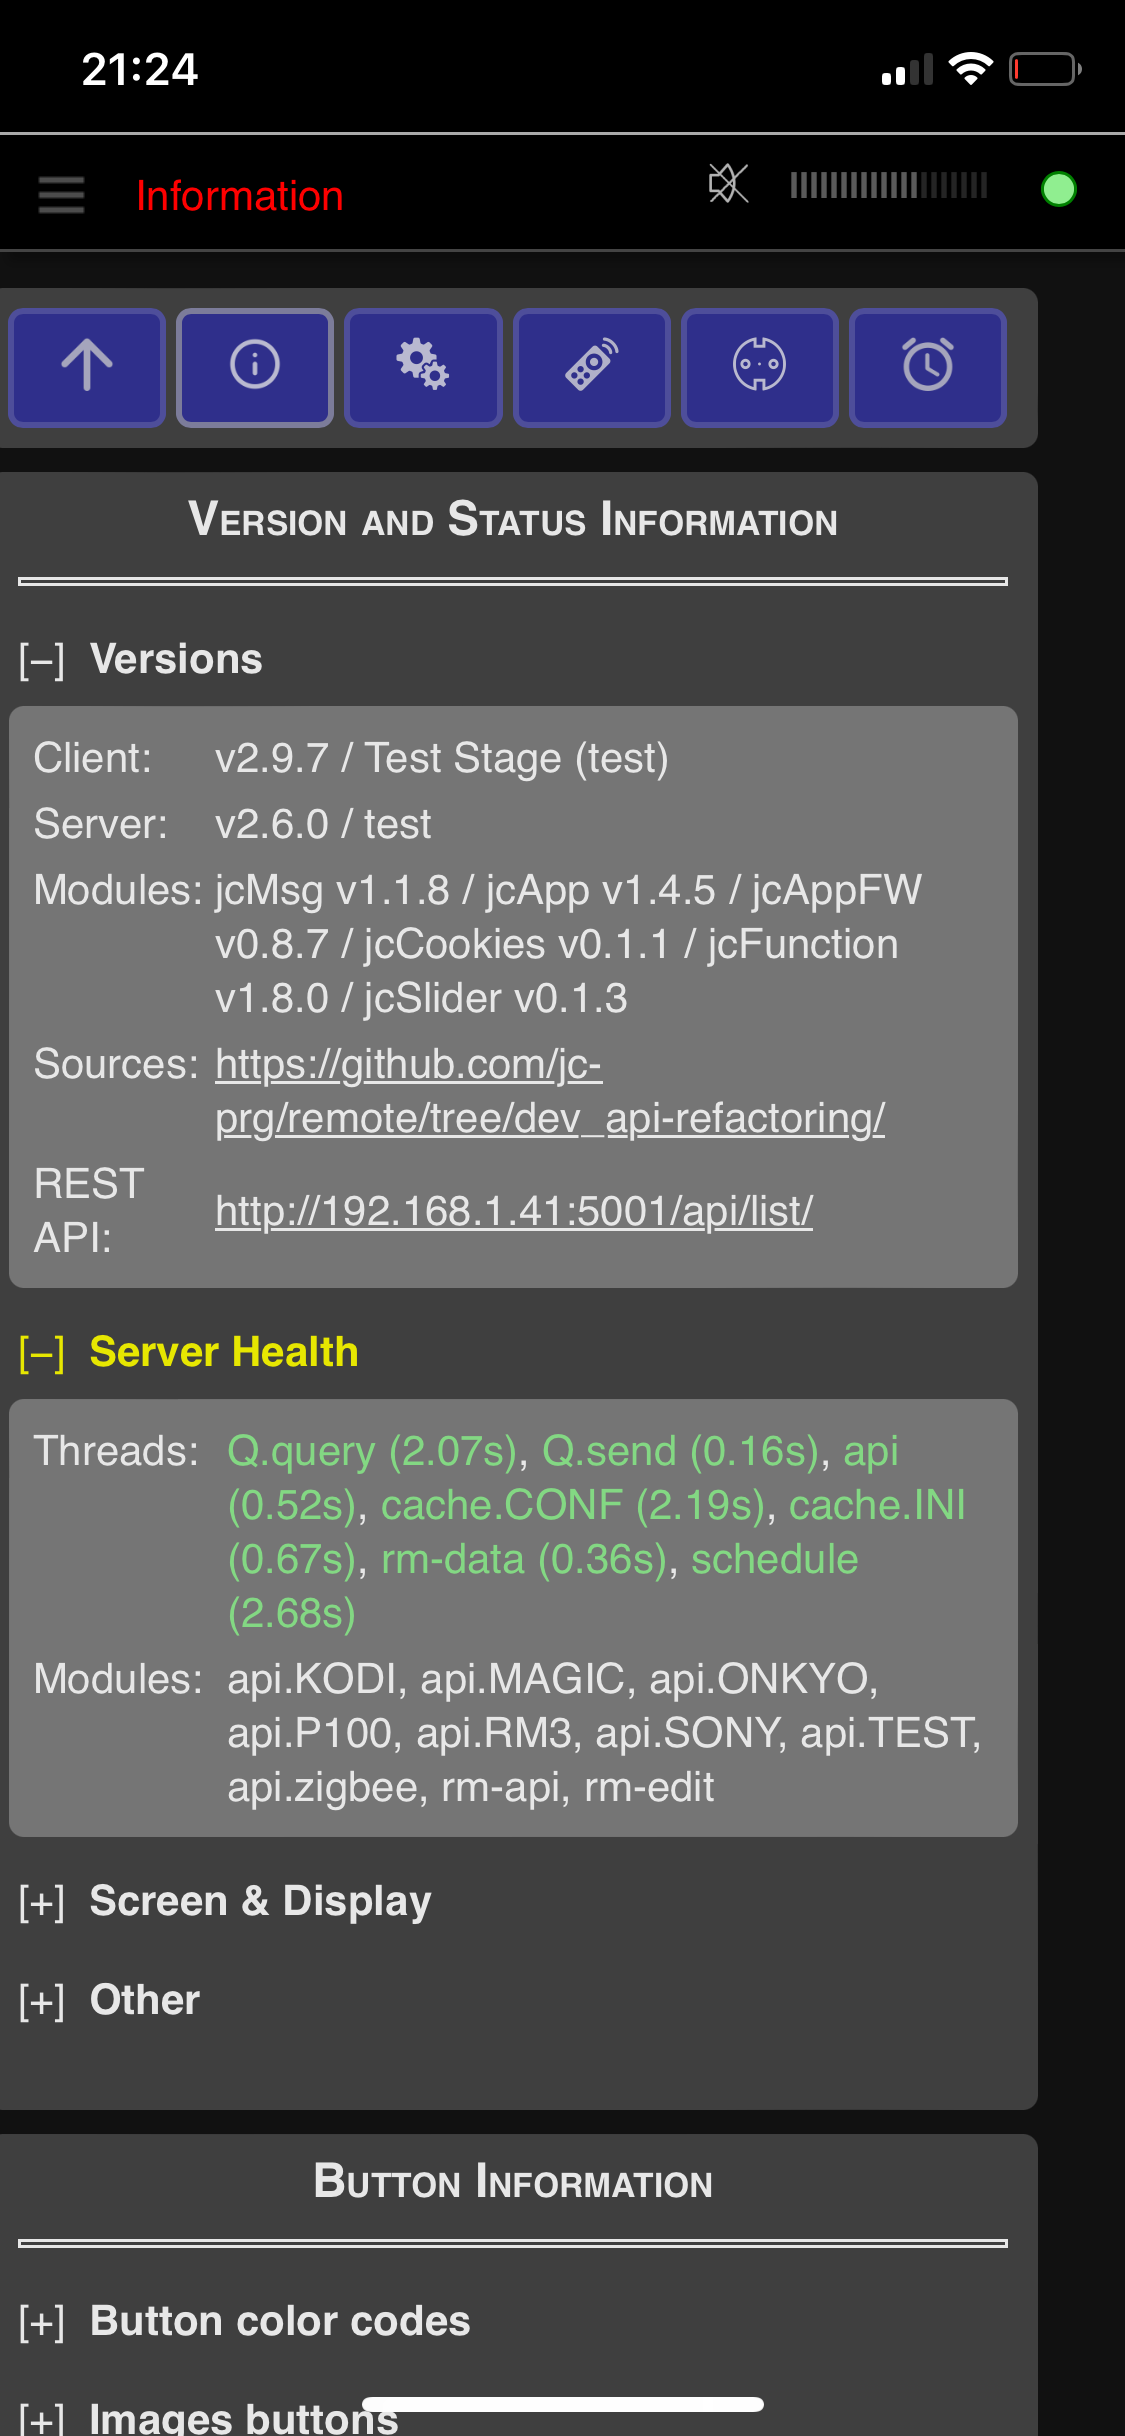 21:24
Information
Version and Status Information
[–] Versions
Client: v2.9.7 / Test Stage (test)
Server: v2.6.0 / test
Modules: jcMsg v1.1.8 / jcApp v1.4.5 / jcAppFW
v0.8.7 / jcCookies v0.1.1 / jcFunction
v1.8.0 / jcSlider v0.1.3
Sources: https://github.com/jc-
prg/remote/tree/dev_api-refactoring/
REST
API: http://192.168.1.41:5001/api/list/
[–] Server Health
Threads: Q.query (2.07s), Q.send (0.16s), api
(0.52s), cache.CONF (2.19s), cache.INI
(0.67s), rm-data (0.36s), schedule
(2.68s)
Modules: api.KODI, api.MAGIC, api.ONKYO,
api.P100, api.RM3, api.SONY, api.TEST,
api.zigbee, rm-api, rm-edit
[+] Screen & Display
[+] Other
Button Information
[+] Button color codes
[+] Images buttons